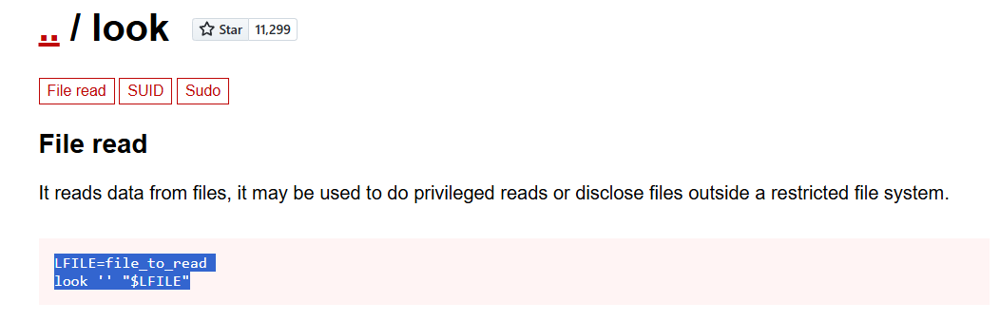 .. / look Star 11,299
File read SUID Sudo
File read
It reads data from files, it may be used to do privileged reads or disclose files outside a restricted file system.
LFILE=file_to_read
look '' "$LFILE"